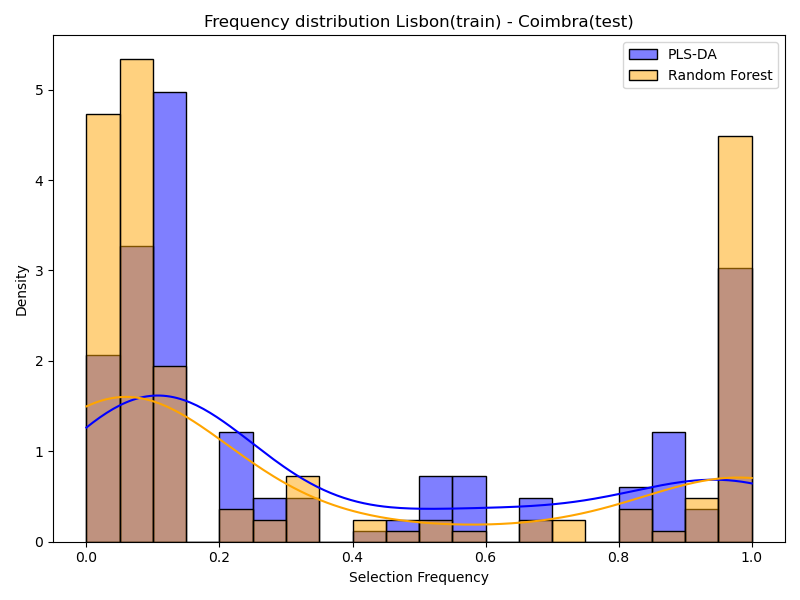 Frequency distribution Lisbon(train) - Coimbra(test)
PLS-DA
Random Forest
Density
5
4
3
2
1
0
0.0 0.2 0.4 0.6 0.8 1.0
Selection Frequency